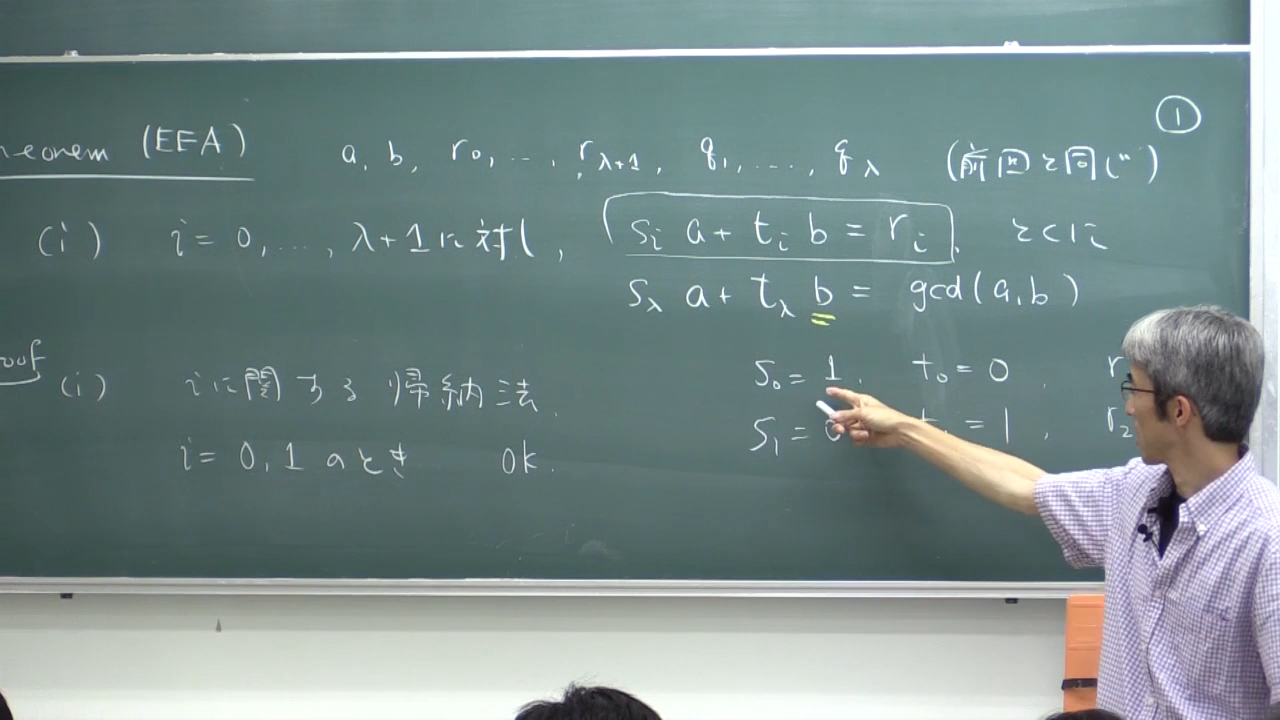 ①
heorem (EEA) a, b, r₀, ..., r_{λ+1}, q₁, ..., q_λ (前回と同じ)
(i) i = 0, ..., λ+1 に対し, s_i a + t_i b = r_i. とくに
s_λ a + t_λ b = gcd(a, b)
oof (i) i に関する帰納法. s₀ = 1, t₀ = 0, r
i = 0, 1 のとき ok. s₁ = 0 = 1, r₂